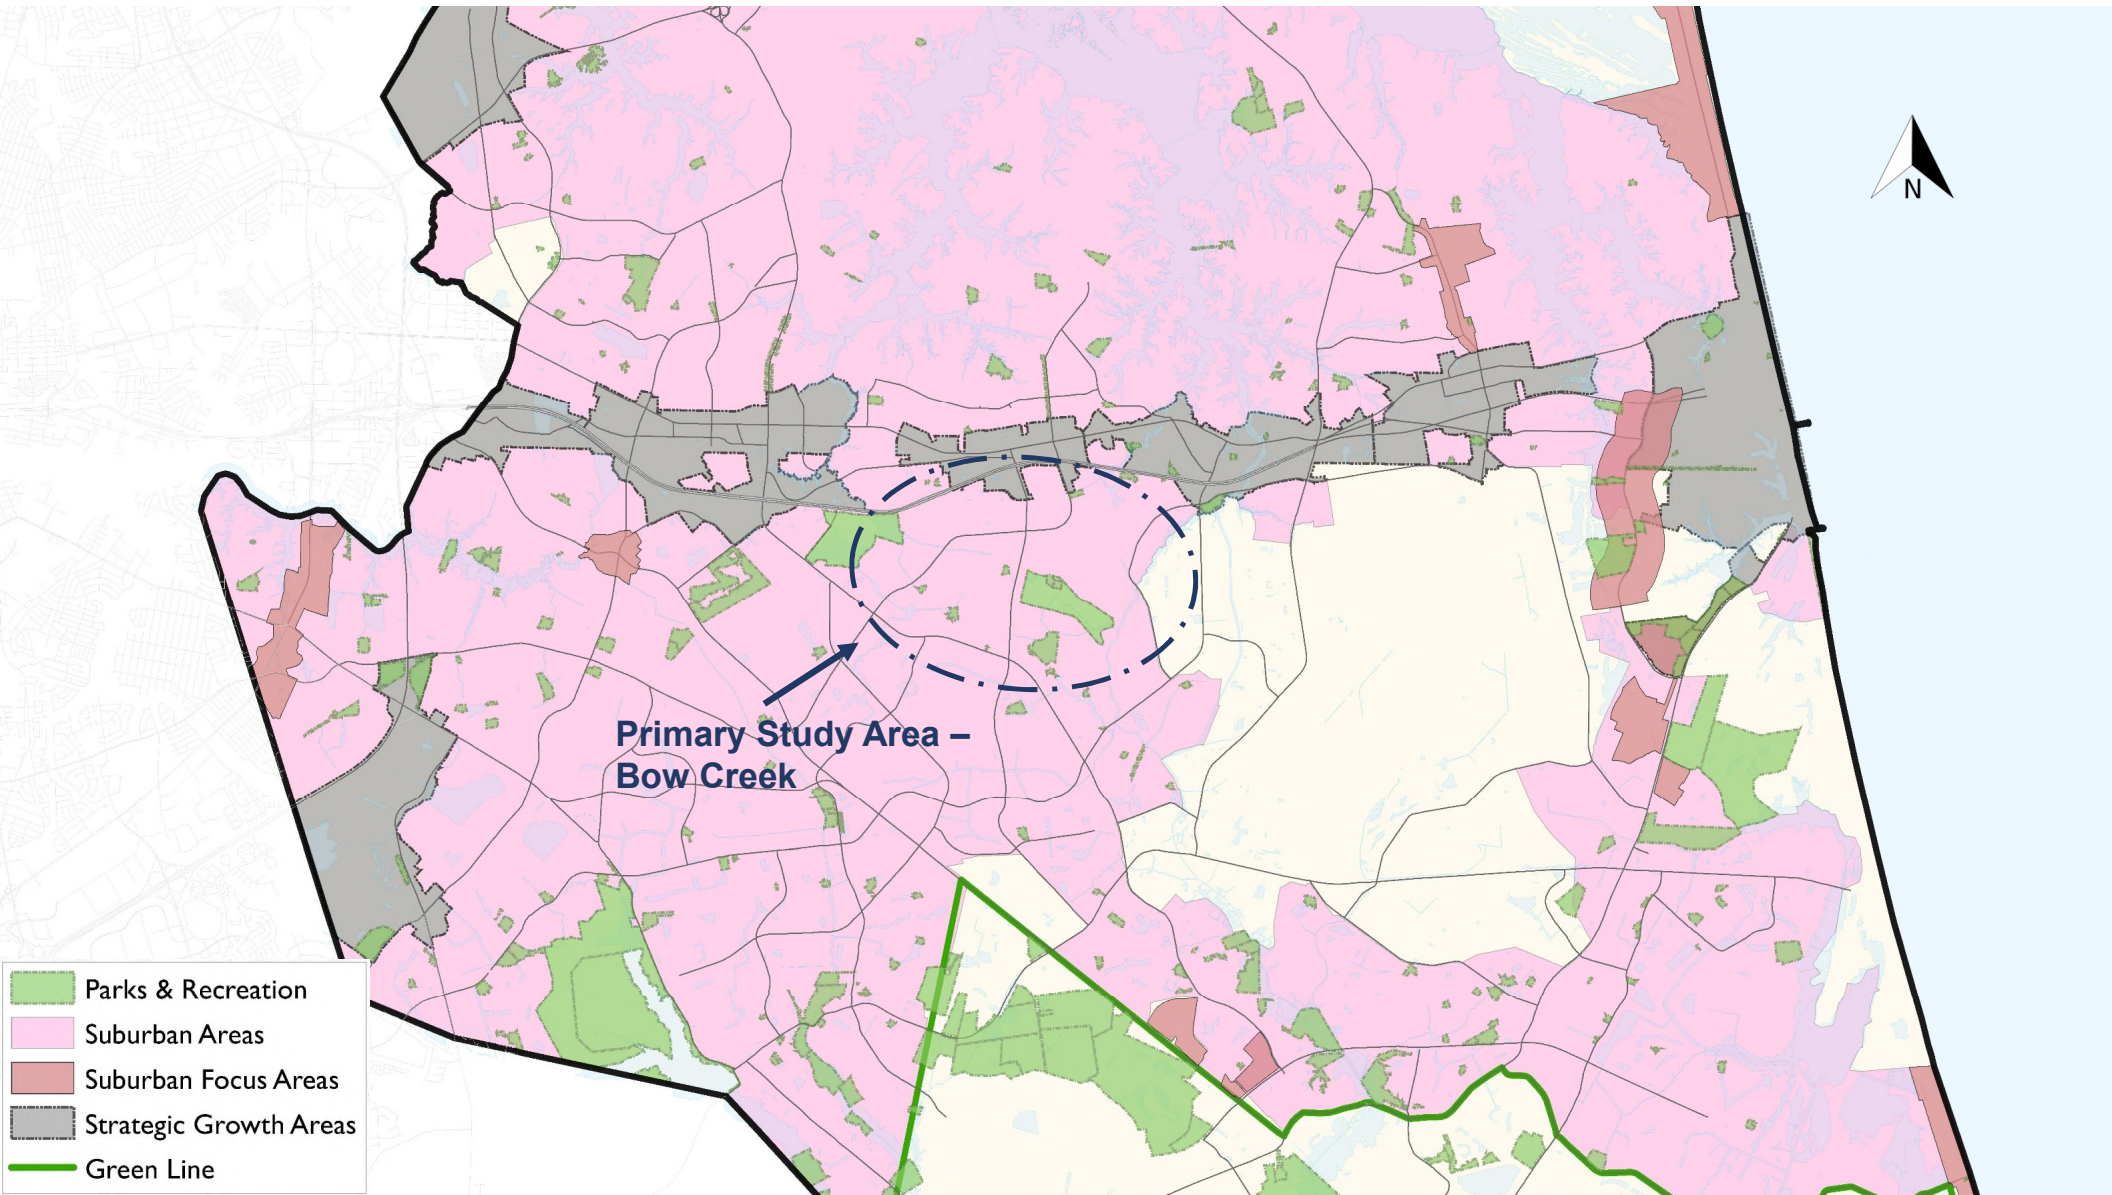 N
Primary Study Area –
Bow Creek
Parks & Recreation
Suburban Areas
Suburban Focus Areas
Strategic Growth Areas
Green Line